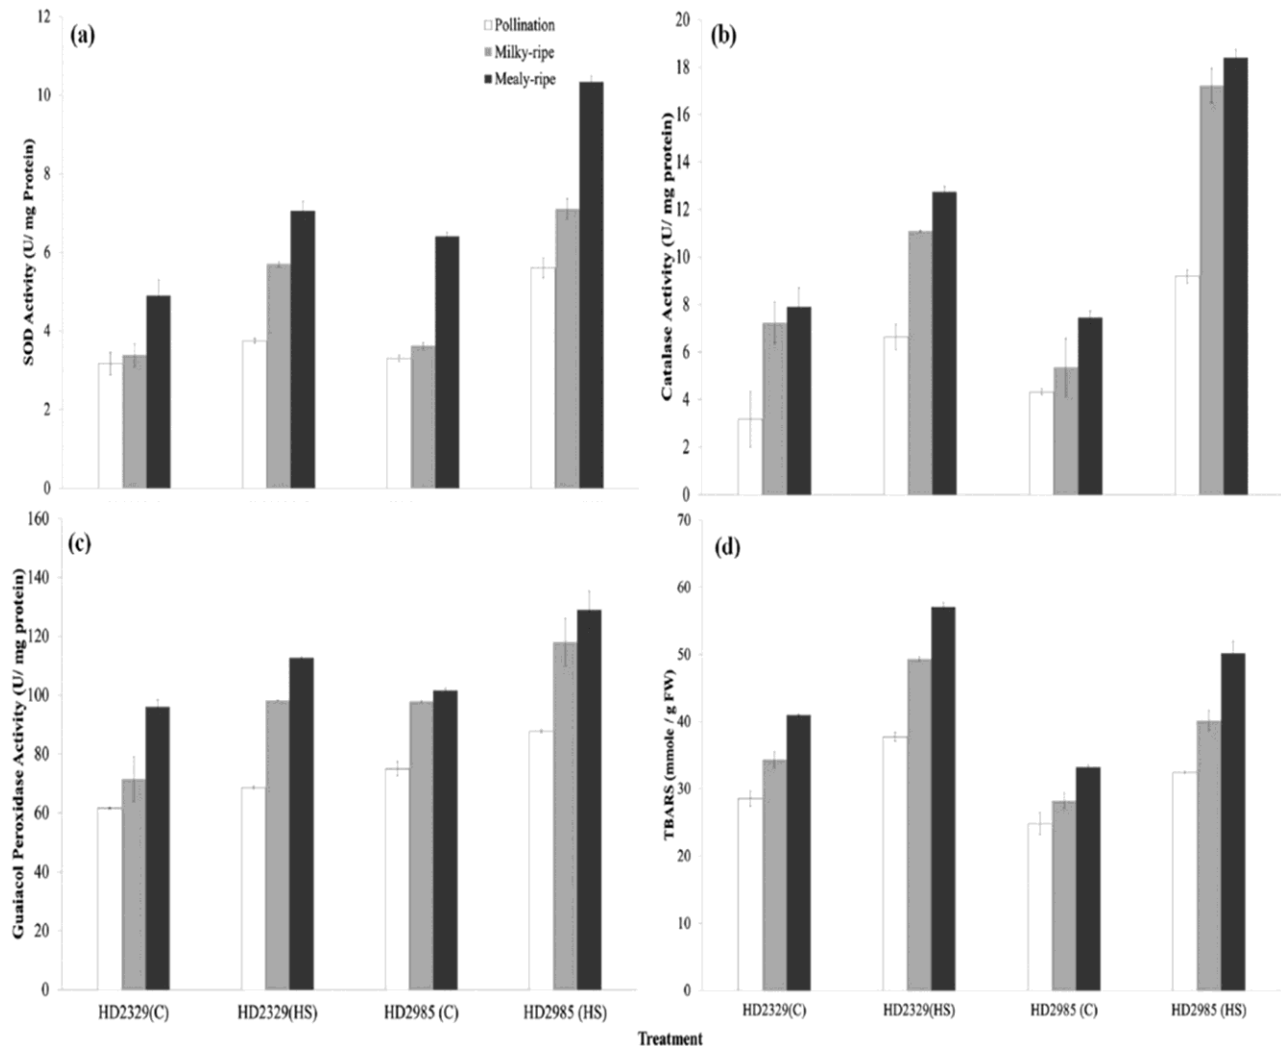 (a)
Pollination
Milky-ripe
Mealy-ripe
SOD Activity (U/ mg Protein)
12
10
8
6
4
2
0
(b)
Catalase Activity (U/ mg protein)
20
18
16
14
12
10
8
6
4
2
0
(c)
Guaiacol Peroxidase Activity (U/ mg protein)
160
140
120
100
80
60
40
20
0
HD2329(C) HD2329(HS) HD2985 (C) HD2985 (HS)
(d)
TBARS (mmole / g FW)
70
60
50
40
30
20
10
0
HD2329(C) HD2329(HS) HD2985 (C) HD2985 (HS)
Treatment